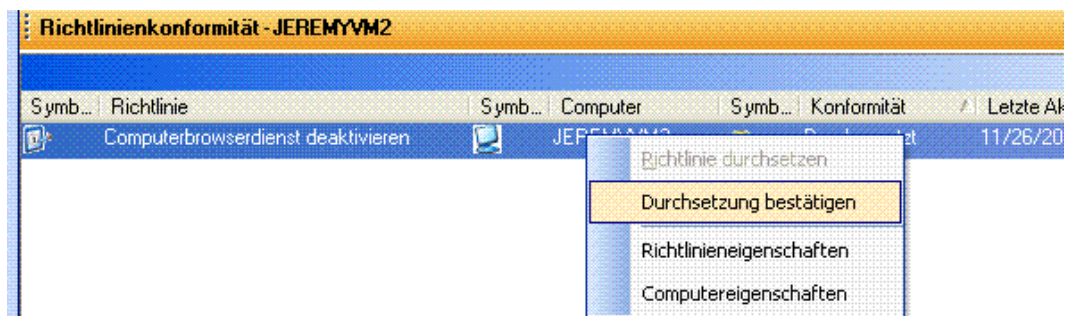 Richtlinienkonformität - JEREMYVM2
Symb... Richtlinie Symb... Computer Symb... Konformität Letzte Ak
Computerbrowserdienst deaktivieren 11/26/20
Richtlinie durchsetzen
Durchsetzung bestätigen
Richtlinieneigenschaften
Computereigenschaften